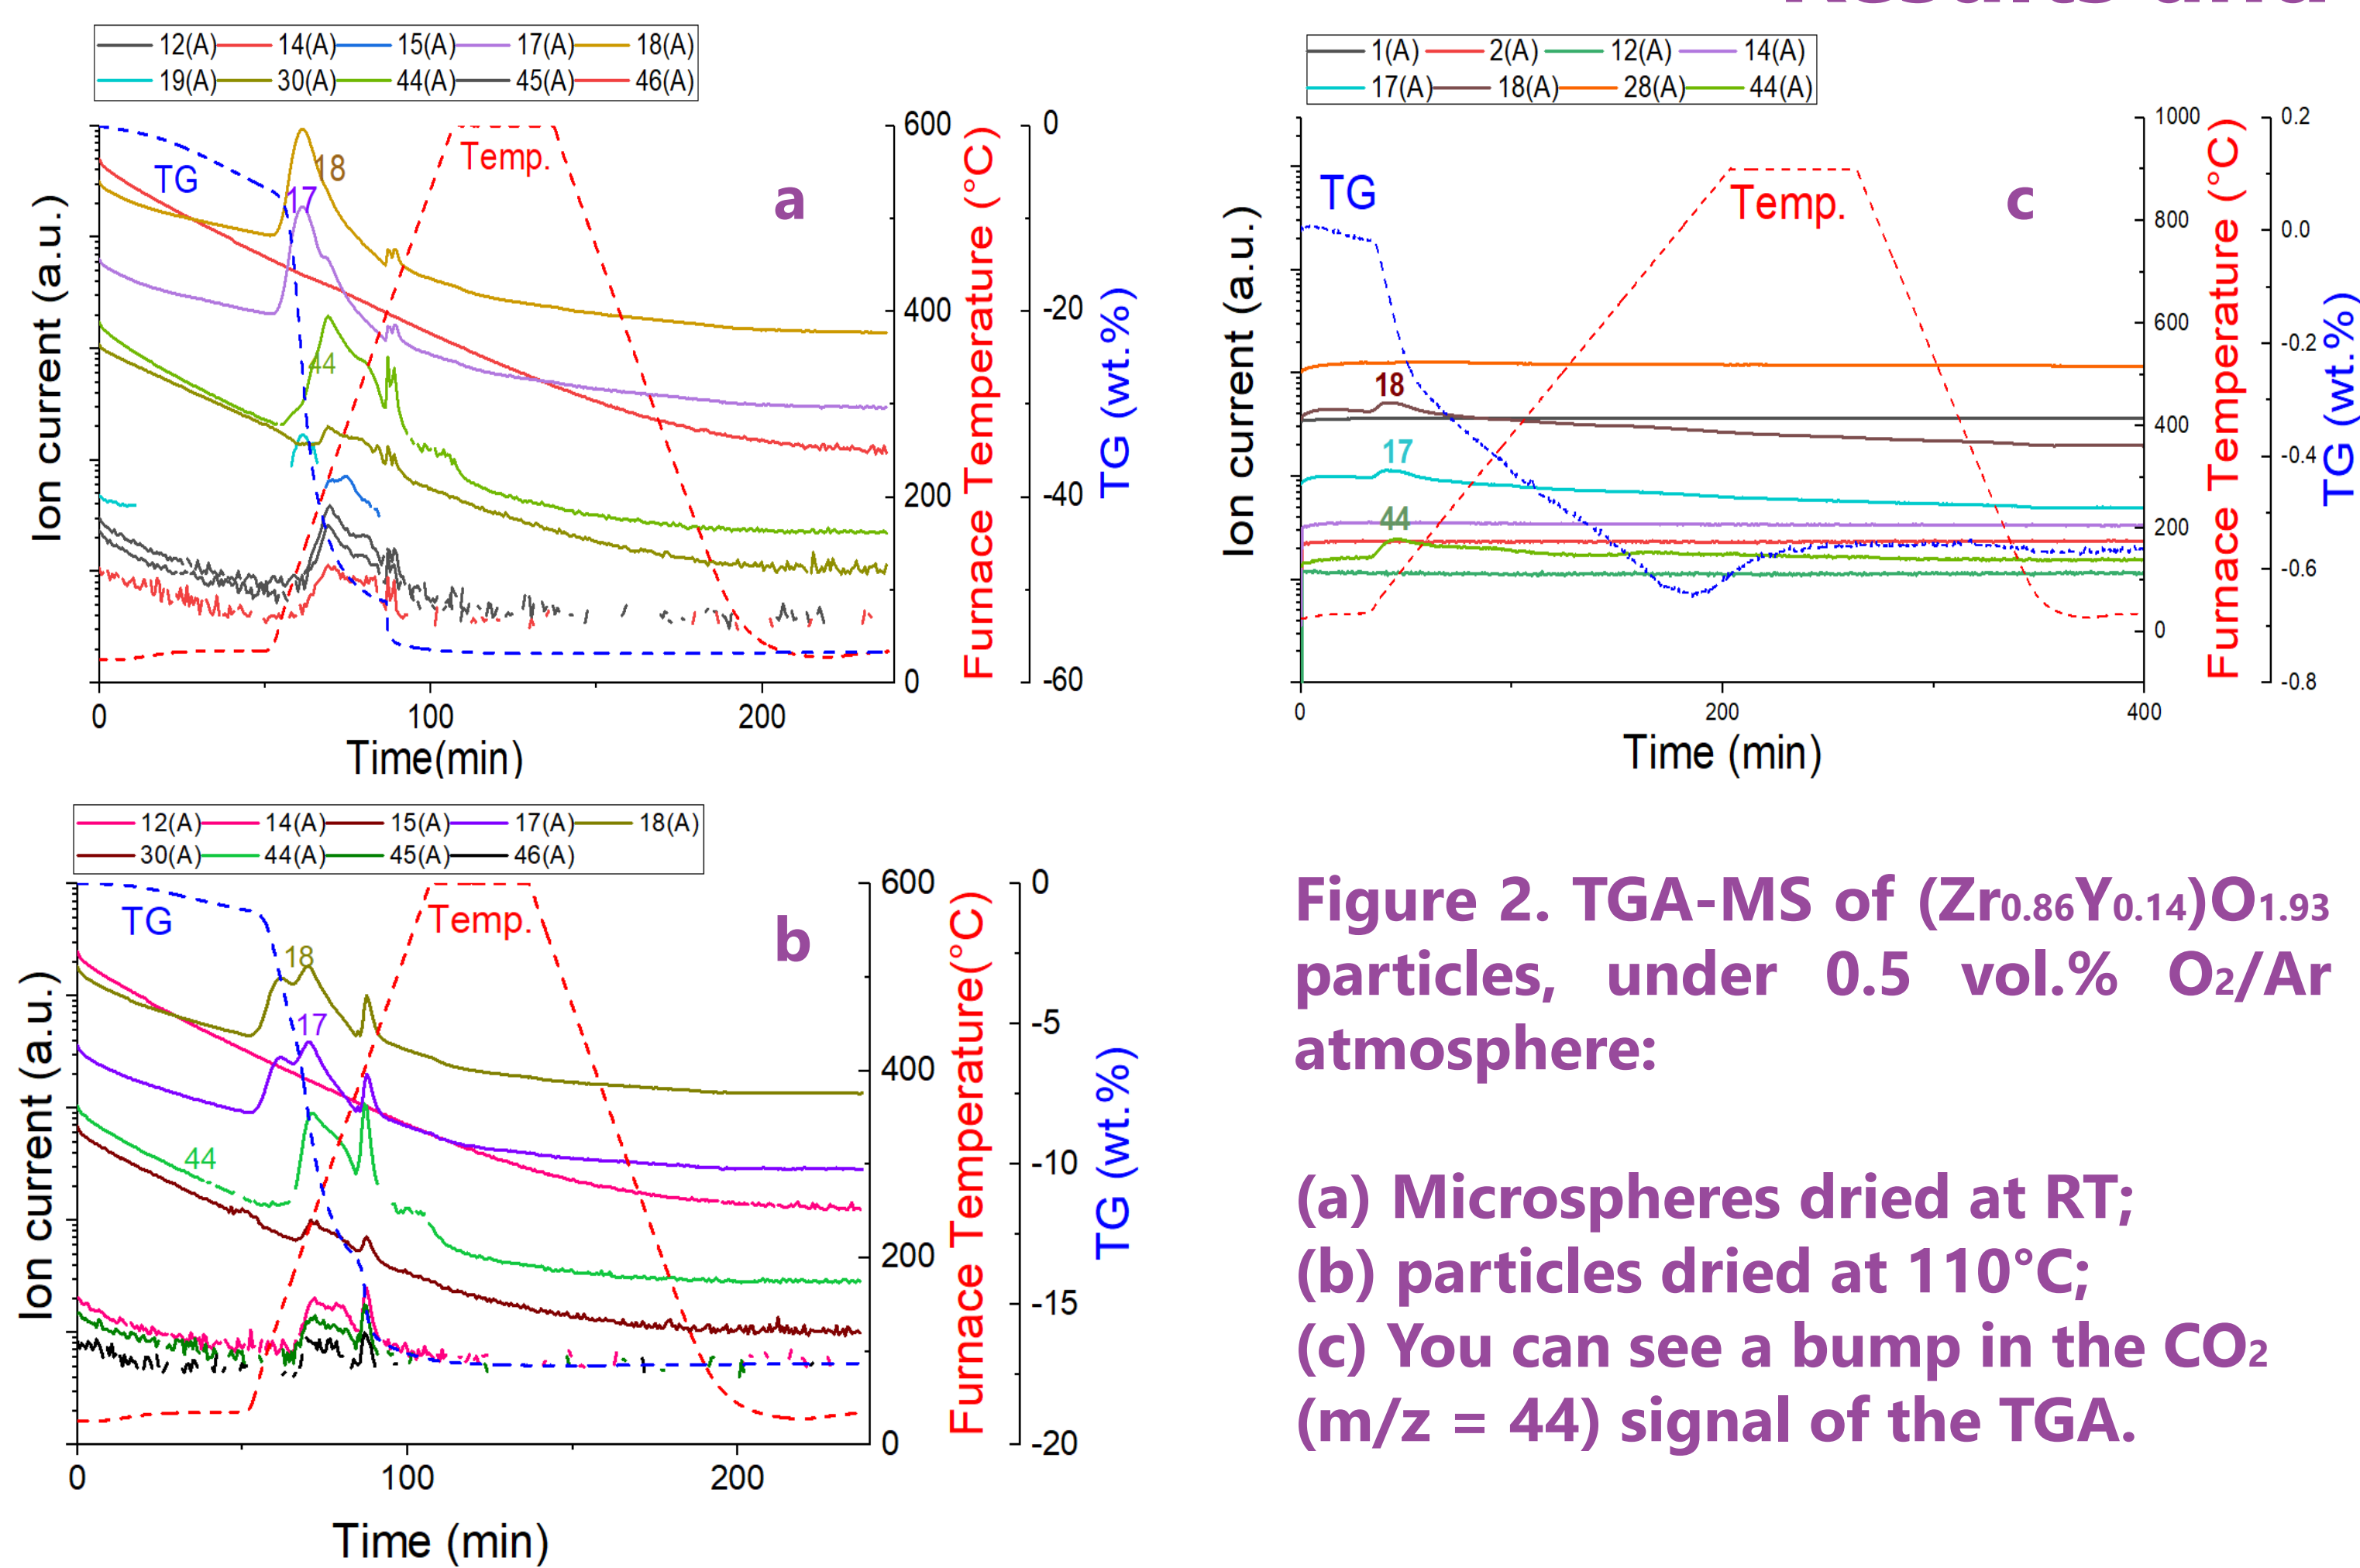 12(A) 14(A) 15(A) 17(A) 18(A)
19(A) 30(A) 44(A) 45(A) 46(A)
TG
18
17
44
Temp.
a
600
400
200
0
0
-20
-40
-60
0 100 200
Time(min)
Ion current (a.u.)
Furnace Temperature (°C)
TG (wt.%)
1(A) 2(A) 12(A) 14(A)
17(A) 18(A) 28(A) 44(A)
TG
Temp.
c
18
17
44
1000
800
600
400
200
0
0.2
0.0
-0.2
-0.4
-0.6
-0.8
0 200 400
Time (min)
Ion current (a.u.)
Furnace Temperature (°C)
TG (wt.%)
12(A) 14(A) 15(A) 17(A) 18(A)
30(A) 44(A) 45(A) 46(A)
TG
18
17
44
Temp.
b
600
400
200
0
0
-5
-10
-15
-20
0 100 200
Time (min)
Ion current (a.u.)
Furnace Temperature(°C)
TG (wt.%)
Figure 2. TGA-MS of (Zr0.86Y0.14)O1.93
particles, under 0.5 vol.% O2/Ar
atmosphere:
(a) Microspheres dried at RT;
(b) particles dried at 110°C;
(c) You can see a bump in the CO2
(m/z = 44) signal of the TGA.